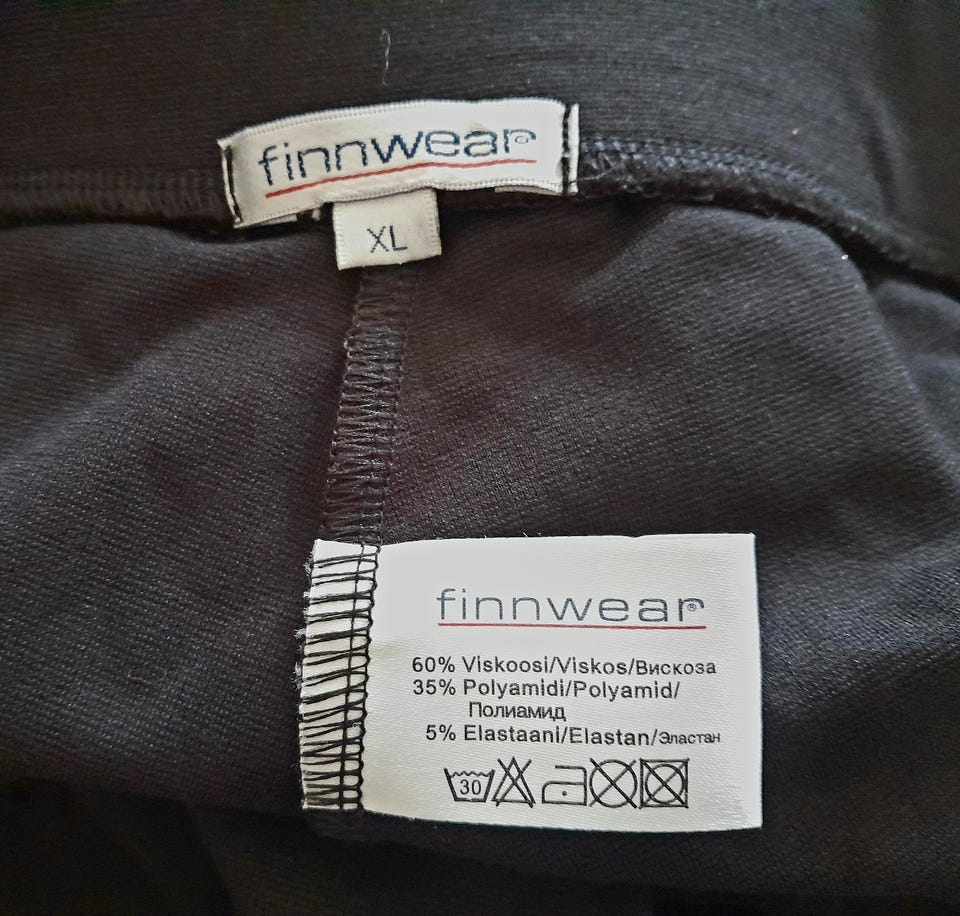 finnwear®
XL
finnwear®
60% Viskoosi/Viskos/Вискоза
35% Polyamidi/Polyamid/
Полиамид
5% Elastaani/Elastan/Эластан
30